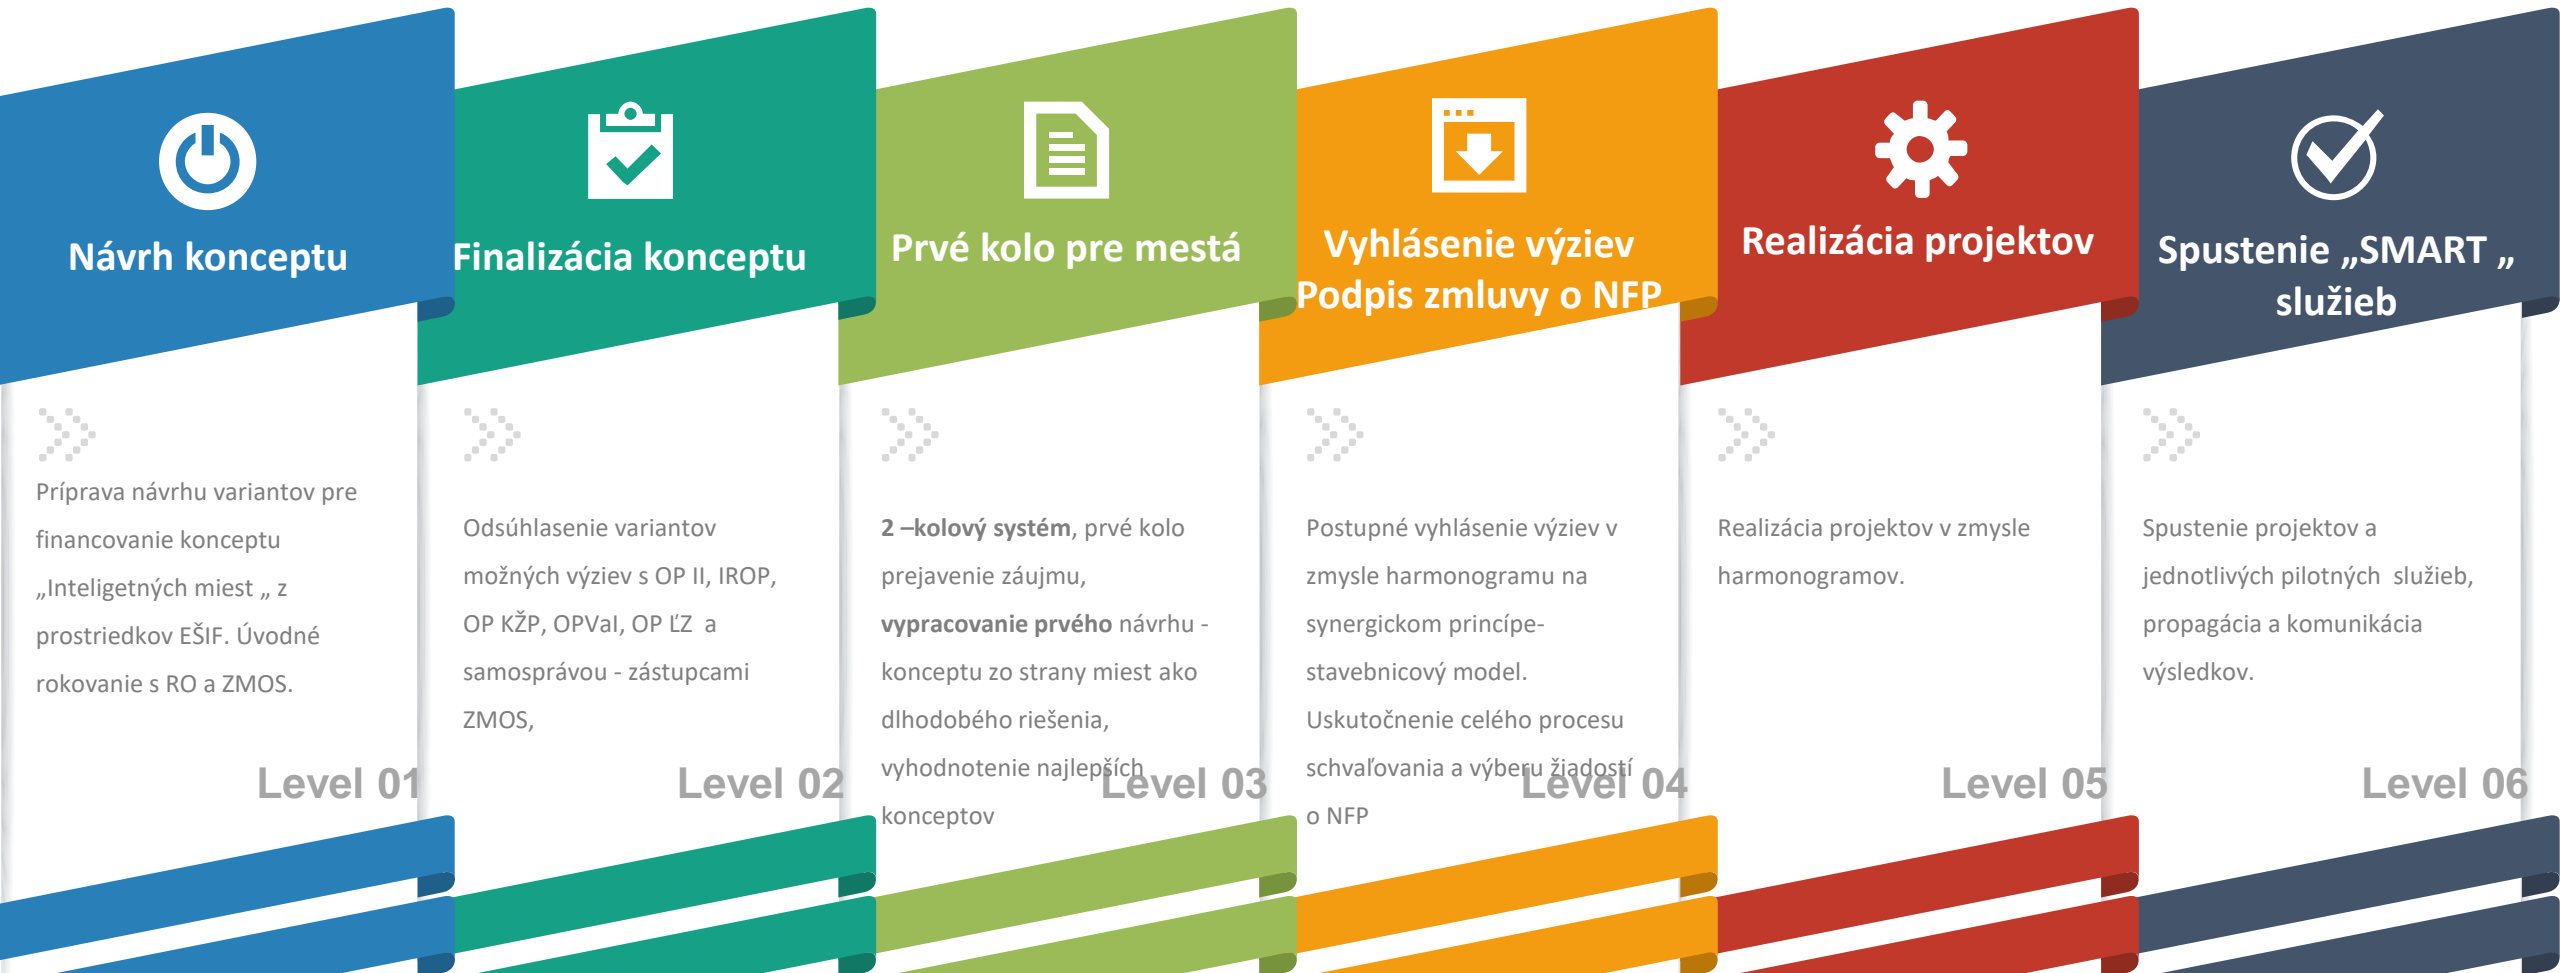 Návrh konceptu
Príprava návrhu variantov pre
financovanie konceptu
„Inteligetných miest „ z
prostriedkov EŠIF. Úvodné
rokovanie s RO a ZMOS.
Level 01
Finalizácia konceptu
Odsúhlasenie variantov
možných výziev s OP II, IROP,
OP KŽP, OPVaI, OP ĽZ a
samosprávou - zástupcami
ZMOS,
Level 02
Prvé kolo pre mestá
2 –kolový systém, prvé kolo
prejavenie záujmu,
vypracovanie prvého návrhu -
konceptu zo strany miest ako
dlhodobého riešenia,
vyhodnotenie najlepších
konceptov
Level 03
Vyhlásenie výziev
Podpis zmluvy o NFP
Postupné vyhlásenie výziev v
zmysle harmonogramu na
synergickom princípe-
stavebnicový model.
Uskutočnenie celého procesu
schvaľovania a výberu žiadostí
o NFP
Level 04
Realizácia projektov
Realizácia projektov v zmysle
harmonogramov.
Level 05
Spustenie „SMART „
služieb
Spustenie projektov a
jednotlivých pilotných služieb,
propagácia a komunikácia
výsledkov.
Level 06